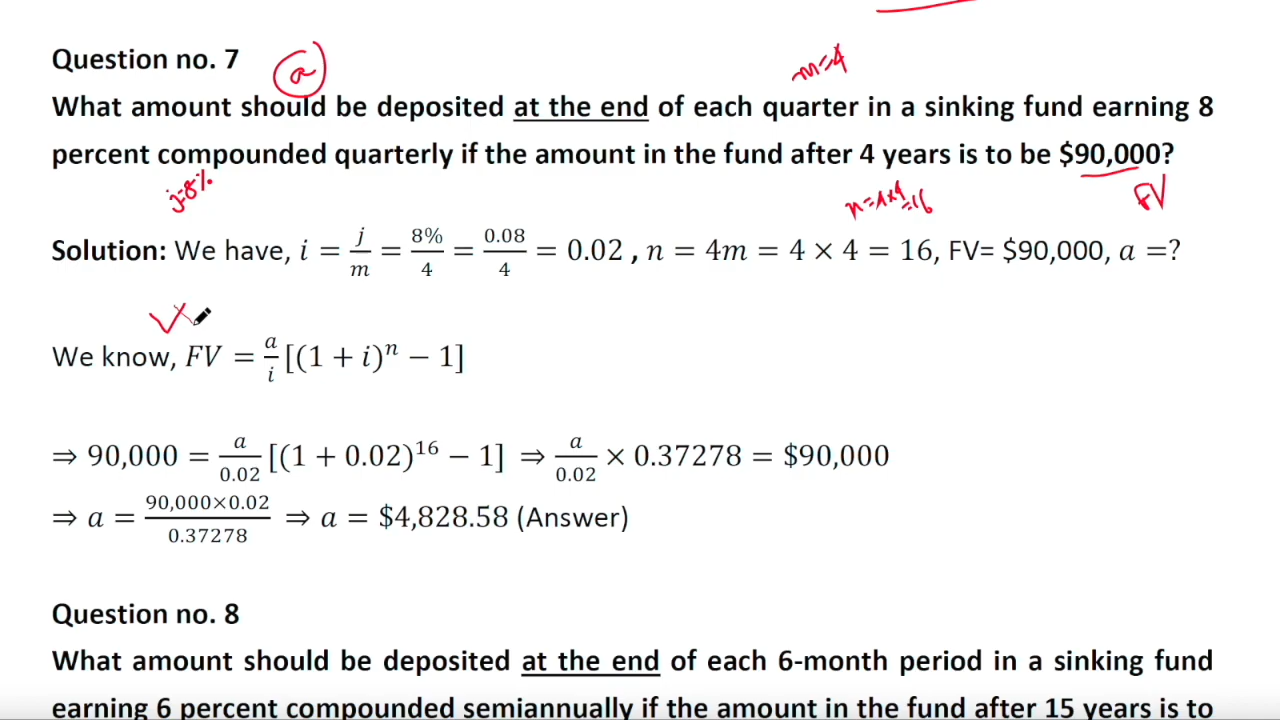 Question no. 7
a
m=4
What amount should be deposited at the end of each quarter in a sinking fund earning 8
percent compounded quarterly if the amount in the fund after 4 years is to be $90,000?
j=8%
n=4×4=16
FV
Solution: We have, i = j/m = 8%/4 = 0.08/4 = 0.02 , n = 4m = 4 × 4 = 16, FV= $90,000, a =?
We know, FV = a/i [(1 + i)ⁿ − 1]
⇒ 90,000 = a/0.02 [(1 + 0.02)¹⁶ − 1] ⇒ a/0.02 × 0.37278 = $90,000
⇒ a = 90,000×0.02/0.37278 ⇒ a = $4,828.58 (Answer)
Question no. 8
What amount should be deposited at the end of each 6-month period in a sinking fund
earning 6 percent compounded semiannually if the amount in the fund after 15 years is to